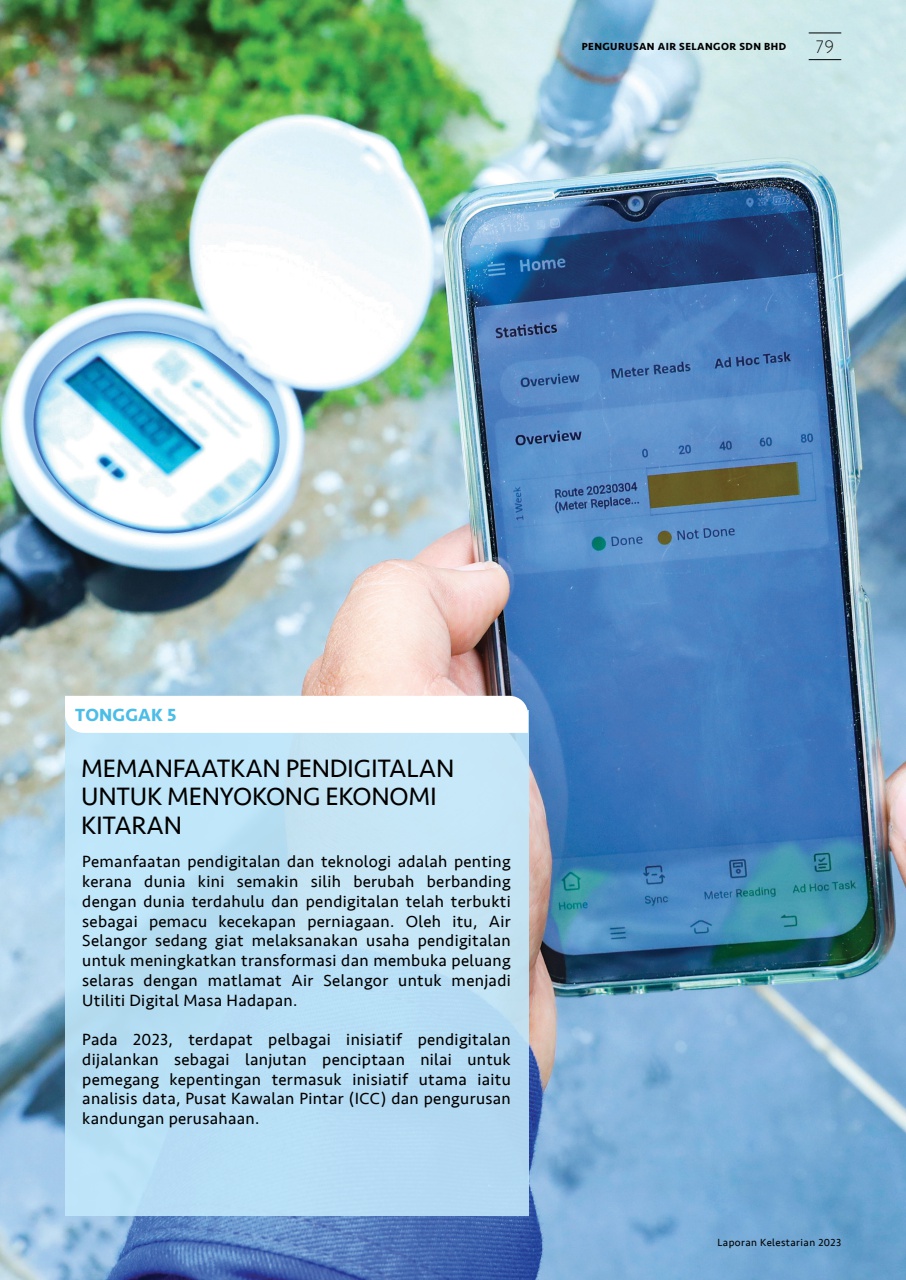 PENGURUSAN AIR SELANGOR SDN BHD 79
Home
Statistics
Overview Meter Reads Ad Hoc Task
Overview
0 20 40 60 80
1 Week
Route 20230304
(Meter Replace...
Done Not Done
Home Sync Meter Reading Ad Hoc Task
TONGGAK 5
MEMANFAATKAN PENDIGITALAN
UNTUK MENYOKONG EKONOMI
KITARAN
Pemanfaatan pendigitalan dan teknologi adalah penting
kerana dunia kini semakin silih berubah berbanding
dengan dunia terdahulu dan pendigitalan telah terbukti
sebagai pemacu kecekapan perniagaan. Oleh itu, Air
Selangor sedang giat melaksanakan usaha pendigitalan
untuk meningkatkan transformasi dan membuka peluang
selaras dengan matlamat Air Selangor untuk menjadi
Utiliti Digital Masa Hadapan.
Pada 2023, terdapat pelbagai inisiatif pendigitalan
dijalankan sebagai lanjutan penciptaan nilai untuk
pemegang kepentingan termasuk inisiatif utama iaitu
analisis data, Pusat Kawalan Pintar (ICC) dan pengurusan
kandungan perusahaan.
Laporan Kelestarian 2023